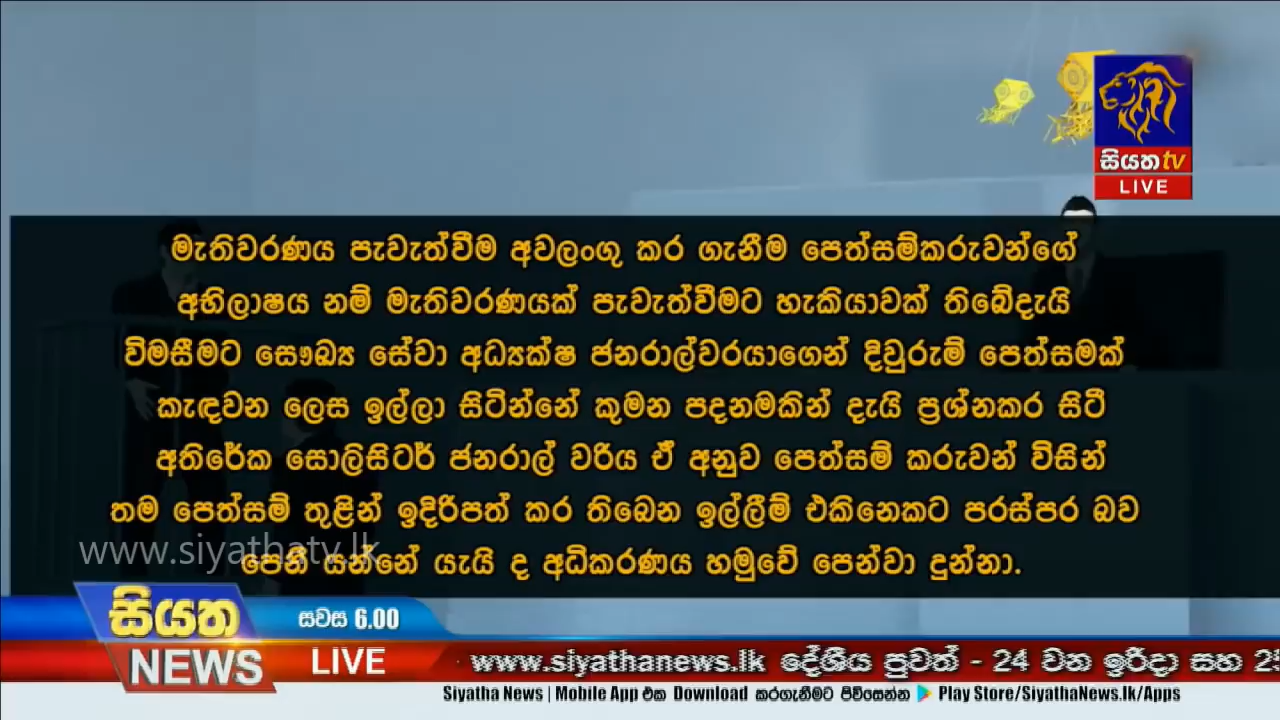 සියත tv
LIVE
මැතිවරණය පැවැත්වීම අවලංගු කර ගැනීම පෙත්සම්කරුවන්ගේ
අභිලාෂය නම් මැතිවරණයක් පැවැත්වීමට හැකියාවක් තිබේදැයි
විමසීමට සෞඛ්‍ය සේවා අධ්‍යක්ෂ ජනරාල්වරයාගෙන් දිවුරුම් පෙත්සමක්
කැඳවන ලෙස ඉල්ලා සිටින්නේ කුමන පදනමකින් දැයි ප්‍රශ්නකර සිටී
අතිරේක සොලිසිටර් ජනරාල් වරිය ඒ අනුව පෙත්සම් කරුවන් විසින්
තම පෙත්සම් තුළින් ඉදිරිපත් කර තිබෙන ඉල්ලීම් එකිනෙකට පරස්පර බව
පෙනී යන්නේ යැයි ද අධිකරණය හමුවේ පෙන්වා දුන්නා.
www.siyathatv.lk
සියත
NEWS
සවස 6.00
LIVE
www.siyathanews.lk දේශීය පුවත් - 24 වන ඉරිදා සහ 25
Siyatha News | Mobile App එක Download කරගැනීමට පිවිසෙන්න Play Store/SiyathaNews.lk/Apps